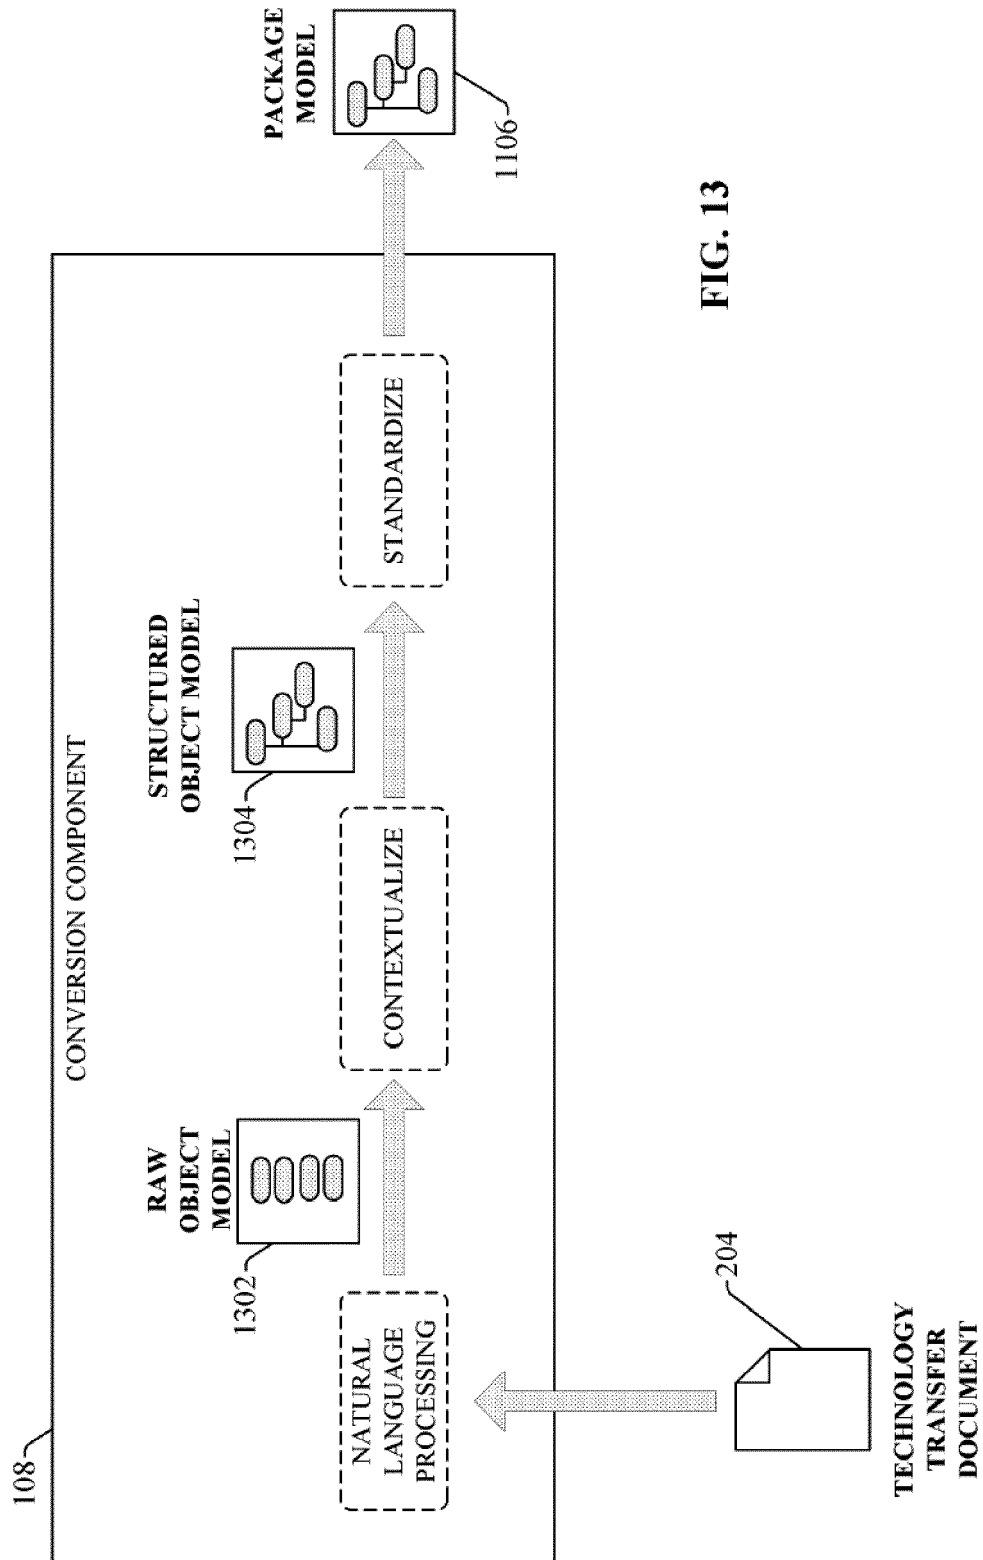 108
CONVERSION COMPONENT
RAW
OBJECT
MODEL
1302
STRUCTURED
OBJECT MODEL
1304
PACKAGE
MODEL
1106
NATURAL
LANGUAGE
PROCESSING
CONTEXTUALIZE
STANDARDIZE
204
TECHNOLOGY
TRANSFER
DOCUMENT
FIG. 13